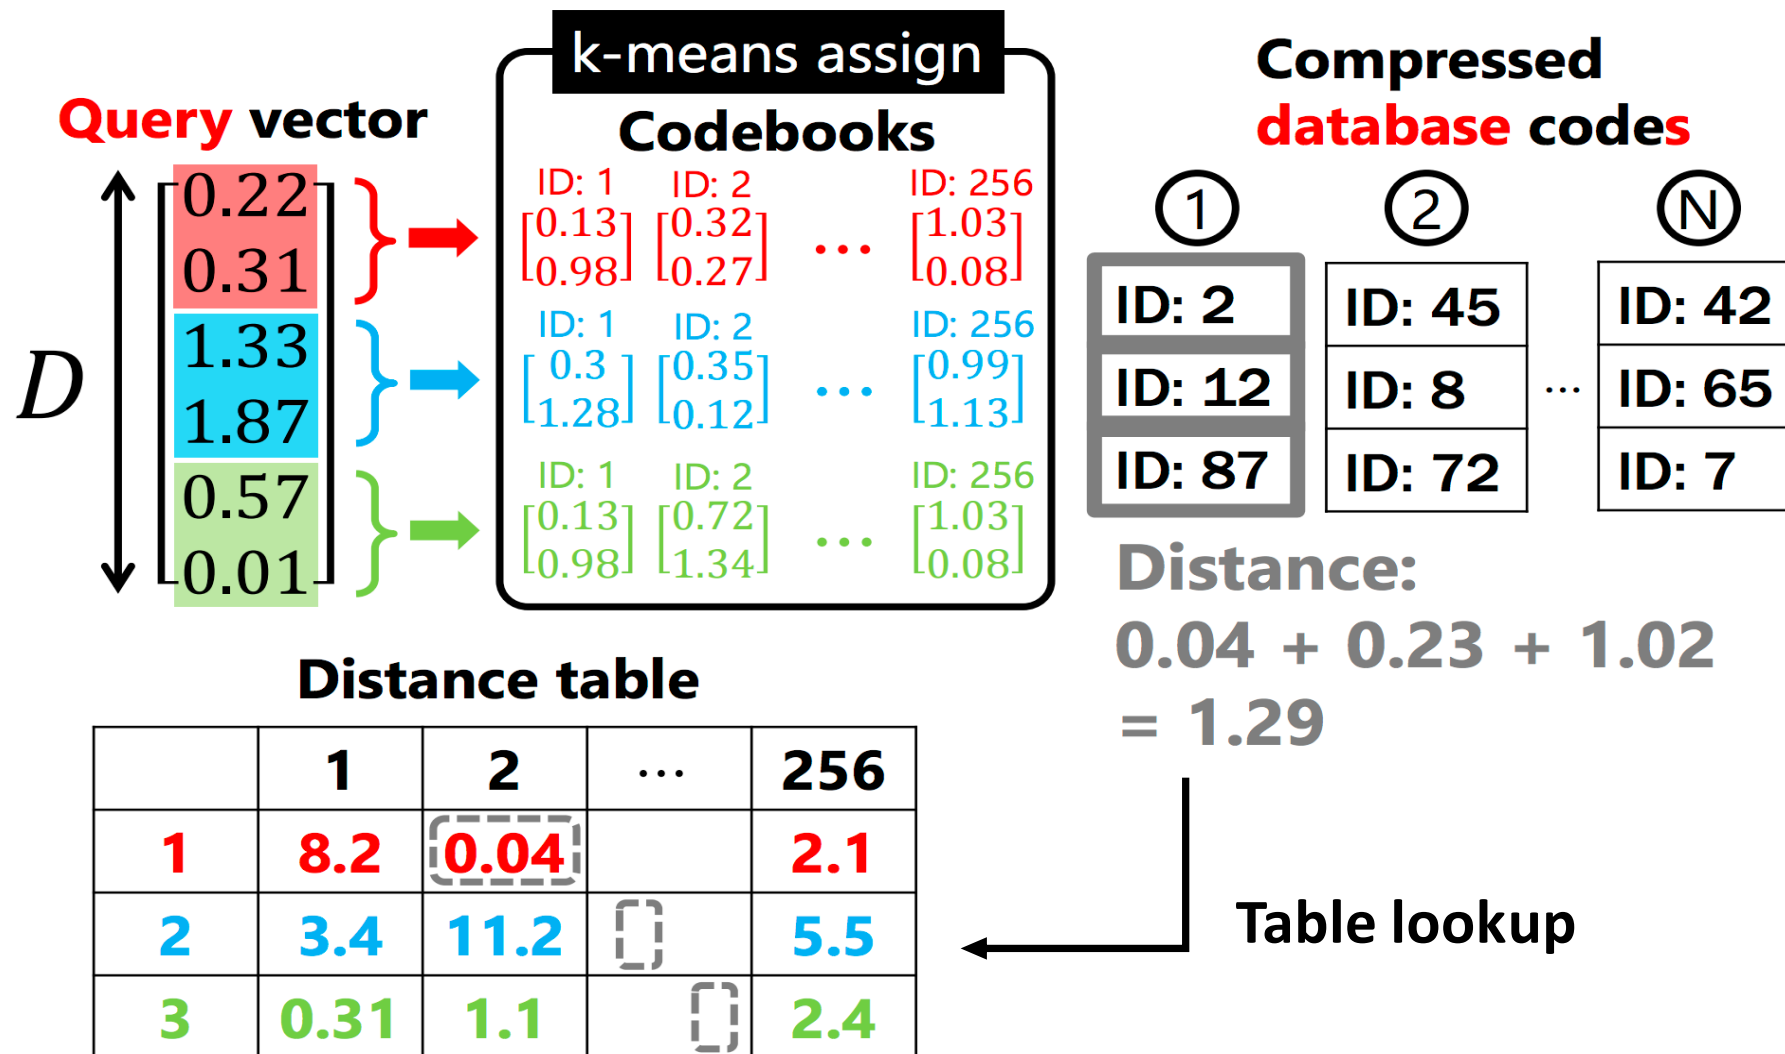 k-means assign
Query vector
0.22
0.31
1.33
1.87
0.57
0.01
D
Codebooks
ID: 1 ID: 2 ID: 256
0.13 0.32 ... 1.03
0.98 0.27 0.08
ID: 1 ID: 2 ID: 256
0.3 0.35 ... 0.99
1.28 0.12 1.13
ID: 1 ID: 2 ID: 256
0.13 0.72 ... 1.03
0.98 1.34 0.08
Compressed
database codes
1 2 N
ID: 2 ID: 45 ID: 42
ID: 12 ID: 8 ... ID: 65
ID: 87 ID: 72 ID: 7
Distance:
0.04 + 0.23 + 1.02
= 1.29
Distance table
1 2 ... 256
1 8.2 0.04 2.1
2 3.4 11.2 5.5
3 0.31 1.1 2.4
Table lookup